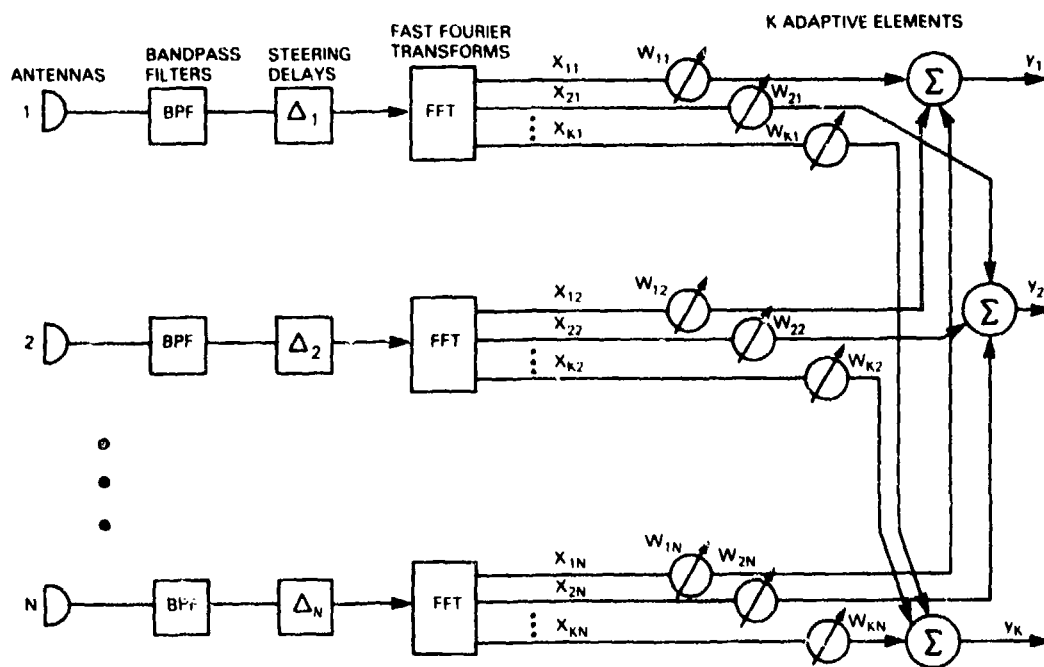 K ADAPTIVE ELEMENTS
FAST FOURIER
TRANSFORMS
BANDPASS
FILTERS
STEERING
DELAYS
ANTENNAS
1
BPF
Δ1
FFT
X11
X21
XK1
W11
W21
WK1
Σ
y1
2
BPF
Δ2
FFT
X12
X22
XK2
W12
W22
WK2
Σ
y2
N
BPF
ΔN
FFT
X1N
X2N
XKN
W1N
W2N
WKN
Σ
yK